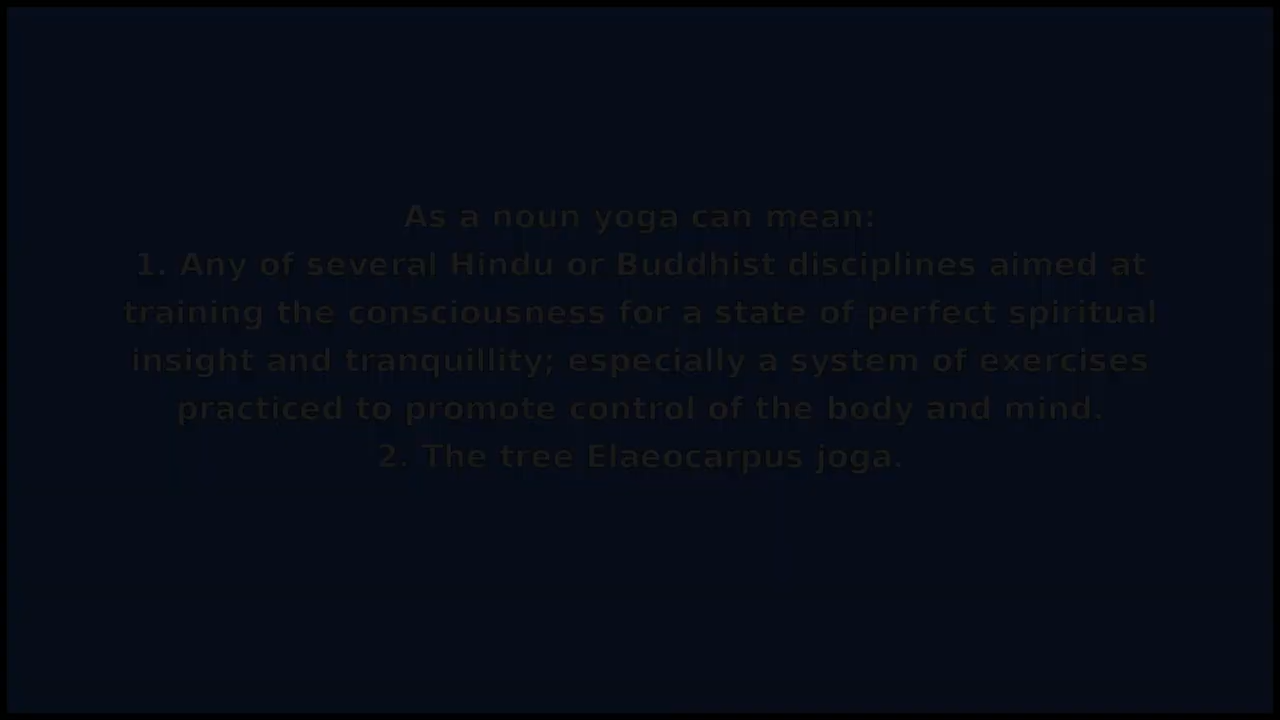 As a noun yoga can mean:
1. Any of several Hindu or Buddhist disciplines aimed at
training the consciousness for a state of perfect spiritual
insight and tranquillity; especially a system of exercises
practiced to promote control of the body and mind.
2. The tree Elaeocarpus joga.